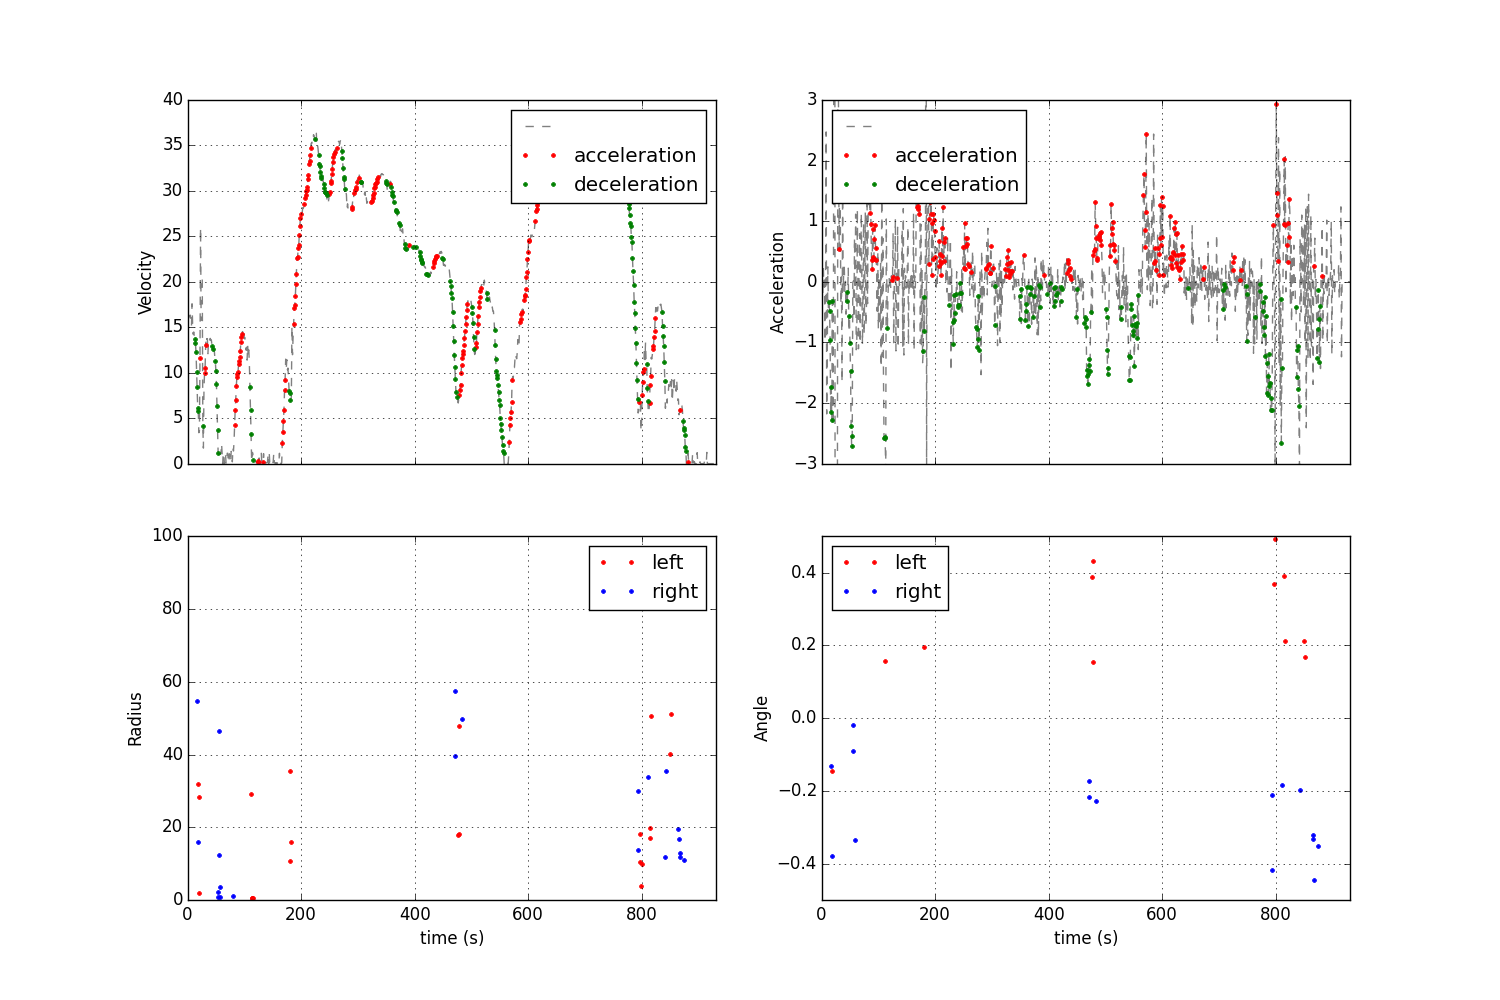 40
35
30
25
20
15
10
5
0
Velocity
acceleration
deceleration
3
2
1
0
−1
−2
−3
Acceleration
acceleration
deceleration
100
80
60
40
20
0
Radius
left
right
0 200 400 600 800
time (s)
0.4
0.2
0.0
−0.2
−0.4
Angle
left
right
0 200 400 600 800
time (s)